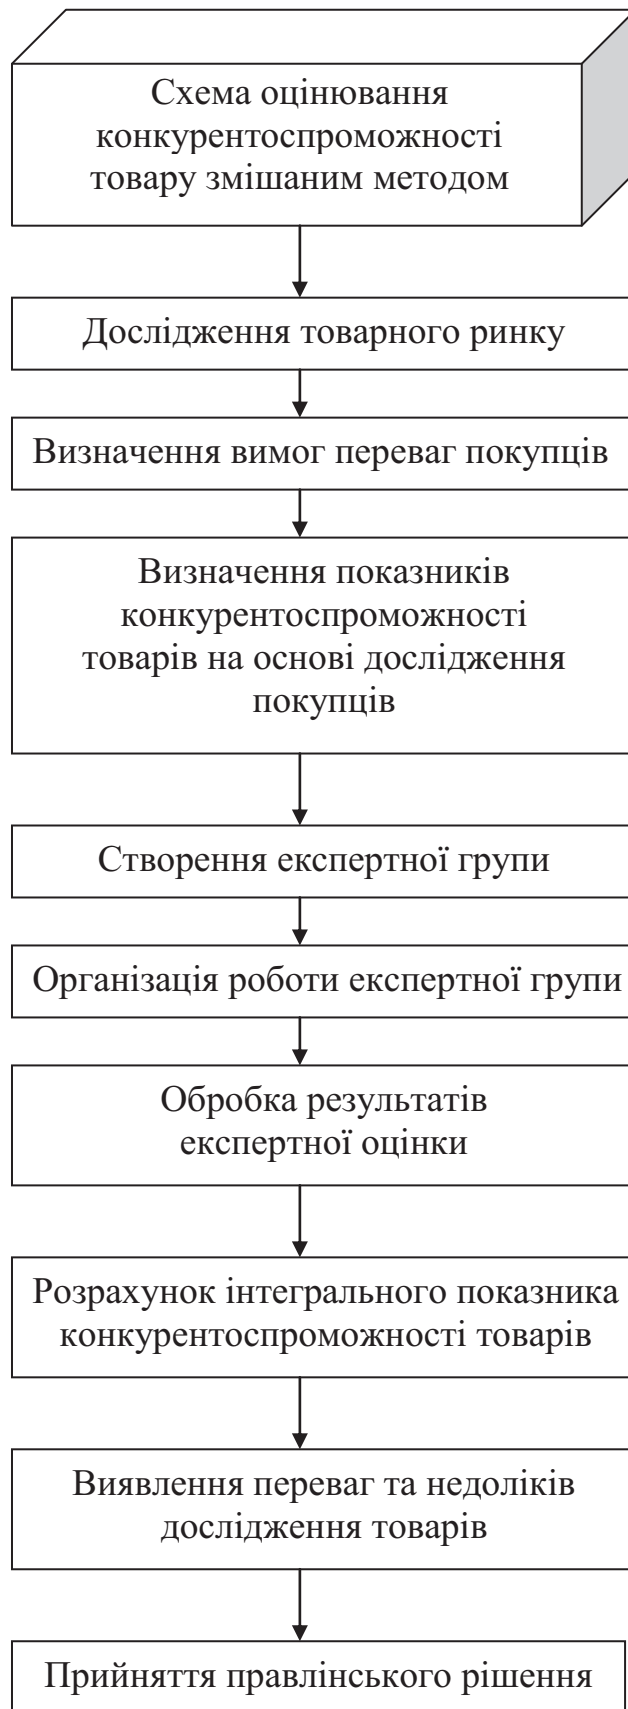 Схема оцінювання
конкурентоспроможності
товару змішаним методом
Дослідження товарного ринку
Визначення вимог переваг покупців
Визначення показників
конкурентоспроможності
товарів на основі дослідження
покупців
Створення експертної групи
Організація роботи експертної групи
Обробка результатів
експертної оцінки
Розрахунок інтегрального показника
конкурентоспроможності товарів
Виявлення переваг та недоліків
дослідження товарів
Прийняття правлінського рішення